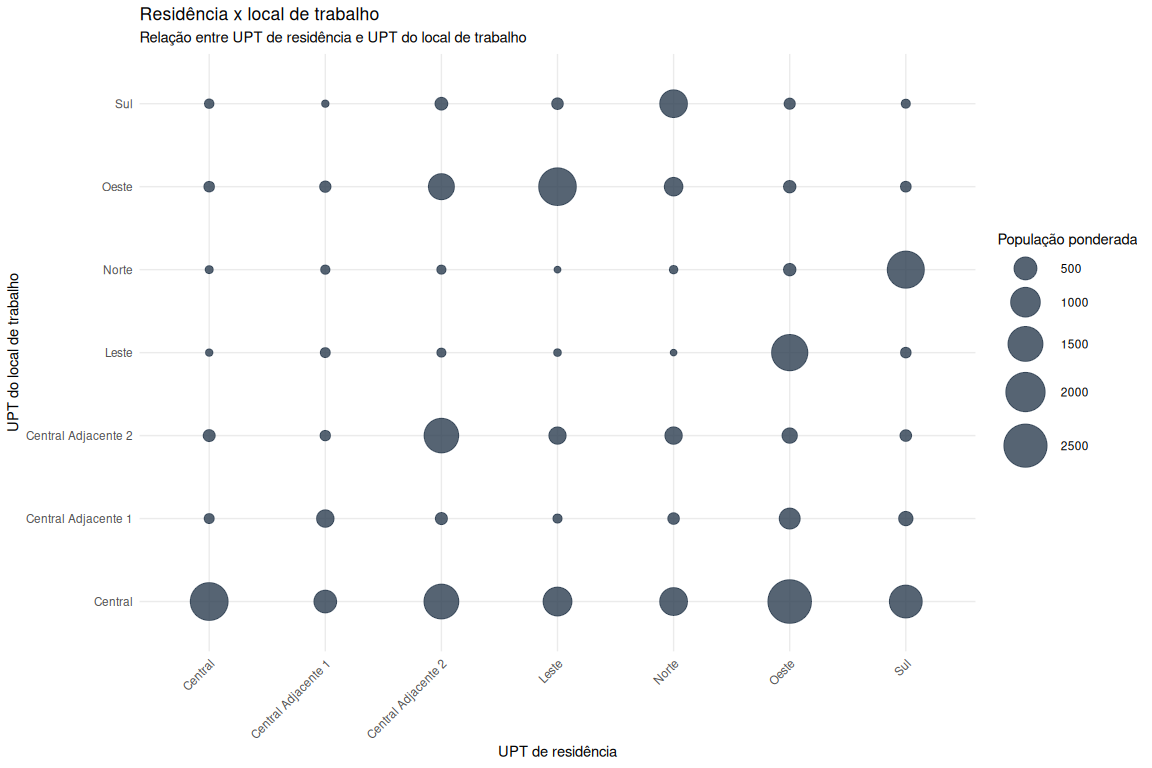 Residência x local de trabalho
Relação entre UPT de residência e UPT do local de trabalho
UPT do local de trabalho
Sul
Oeste
Norte
Leste
Central Adjacente 2
Central Adjacente 1
Central
Central
Central Adjacente 1
Central Adjacente 2
Leste
Norte
Oeste
Sul
UPT de residência
População ponderada
500
1000
1500
2000
2500